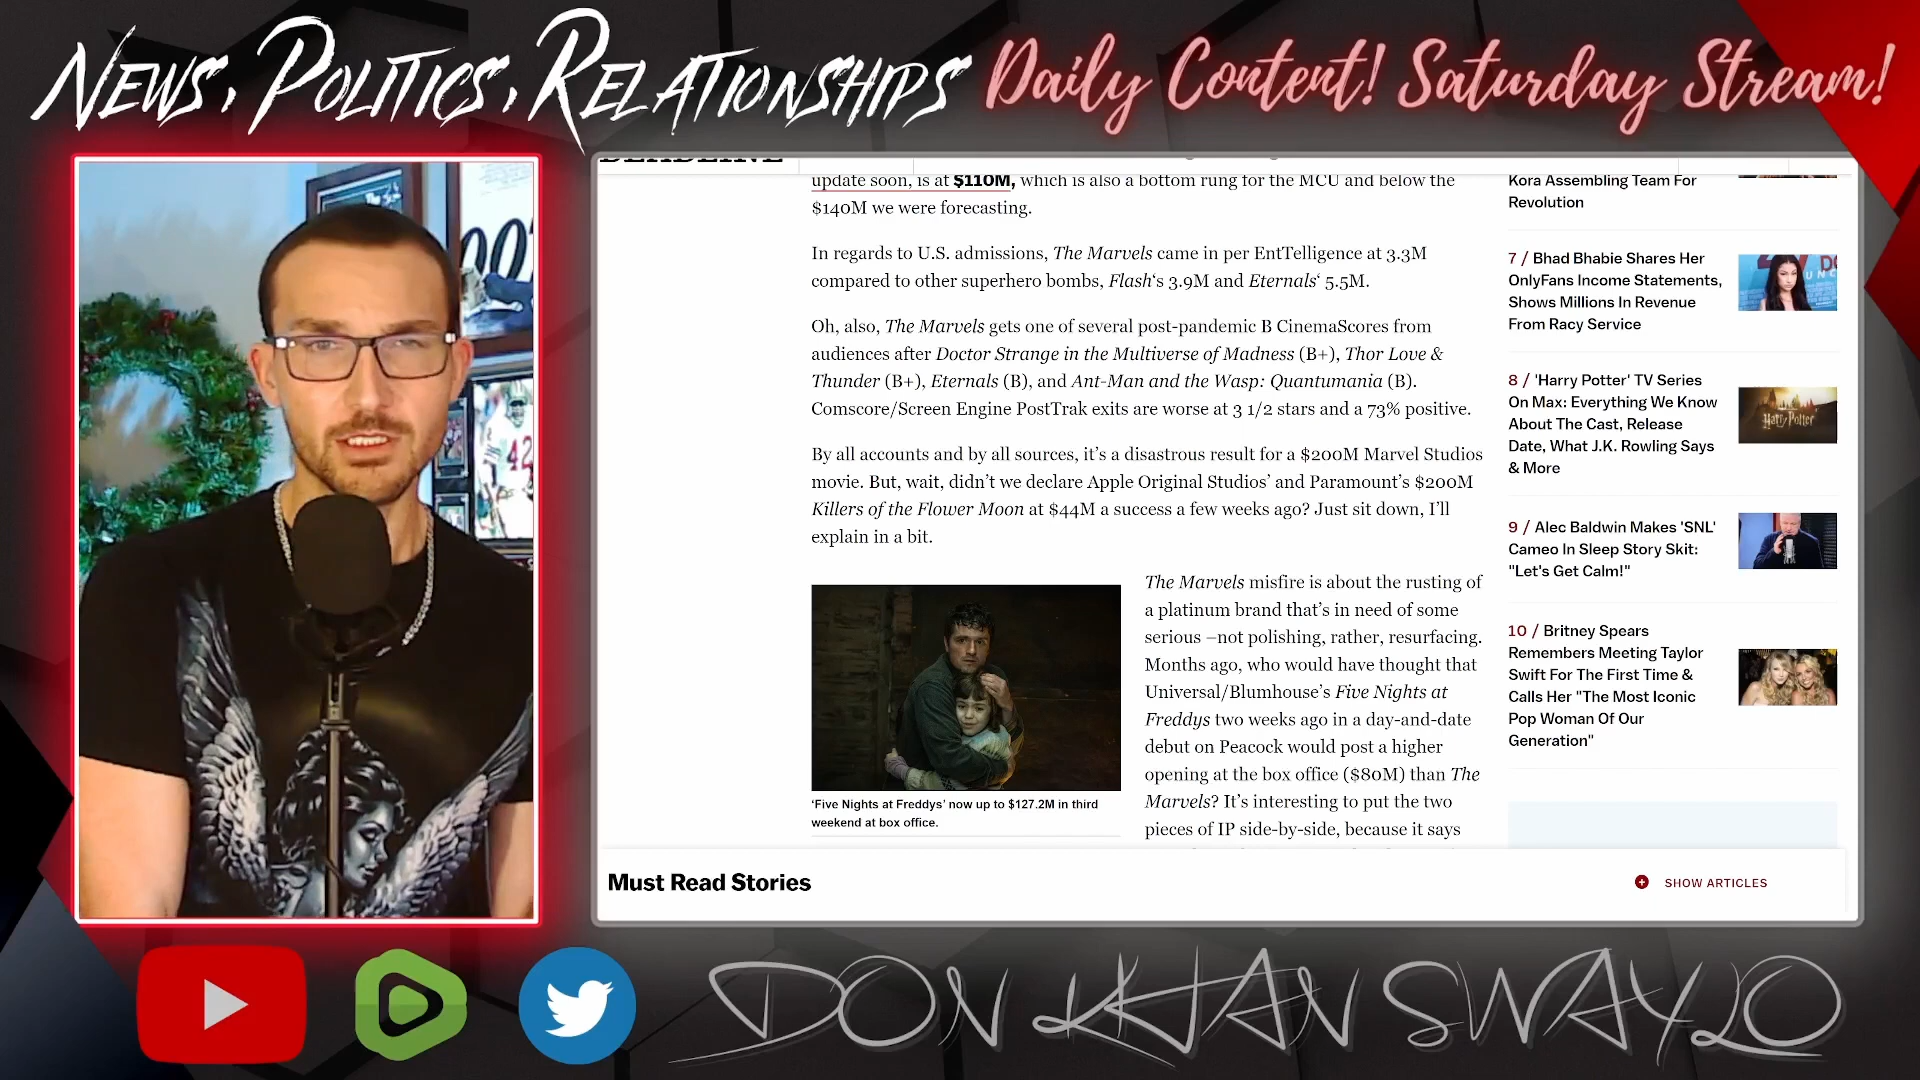 News, Politics, Relationships
Daily Content! Saturday Stream!
DEADLINE
update soon, is at $110M, which is also a bottom rung for the MCU and below the
$140M we were forecasting.
In regards to U.S. admissions, The Marvels came in per EntTelligence at 3.3M
compared to other superhero bombs, Flash‘s 3.9M and Eternals‘ 5.5M.
Oh, also, The Marvels gets one of several post-pandemic B CinemaScores from
audiences after Doctor Strange in the Multiverse of Madness (B+), Thor Love &
Thunder (B+), Eternals (B), and Ant-Man and the Wasp: Quantumania (B).
Comscore/Screen Engine PostTrak exits are worse at 3 1/2 stars and a 73% positive.
By all accounts and by all sources, it’s a disastrous result for a $200M Marvel Studios
movie. But, wait, didn’t we declare Apple Original Studios’ and Paramount’s $200M
Killers of the Flower Moon at $44M a success a few weeks ago? Just sit down, I’ll
explain in a bit.
The Marvels misfire is about the rusting of
a platinum brand that’s in need of some
serious –not polishing, rather, resurfacing.
Months ago, who would have thought that
Universal/Blumhouse’s Five Nights at
Freddys two weeks ago in a day-and-date
debut on Peacock would post a higher
opening at the box office ($80M) than The
Marvels? It’s interesting to put the two
pieces of IP side-by-side, because it says
‘Five Nights at Freddys’ now up to $127.2M in third
weekend at box office.
Kora Assembling Team For
Revolution
7 / Bhad Bhabie Shares Her
OnlyFans Income Statements,
Shows Millions In Revenue
From Racy Service
8 / 'Harry Potter' TV Series
On Max: Everything We Know
About The Cast, Release
Date, What J.K. Rowling Says
& More
Harry Potter
9 / Alec Baldwin Makes 'SNL'
Cameo In Sleep Story Skit:
"Let's Get Calm!"
10 / Britney Spears
Remembers Meeting Taylor
Swift For The First Time &
Calls Her "The Most Iconic
Pop Woman Of Our
Generation"
Must Read Stories
SHOW ARTICLES
007
42
Don Khan Swaylo